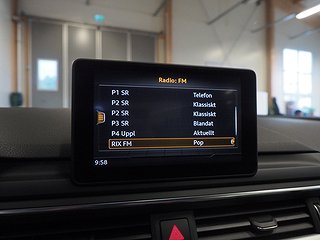 Radio: FM
P1 SR Telefon
P2 SR Klassiskt
P2 SR Klassiskt
P3 SR Blandat
P4 Uppl Aktuellt
RIX FM Pop
9:58